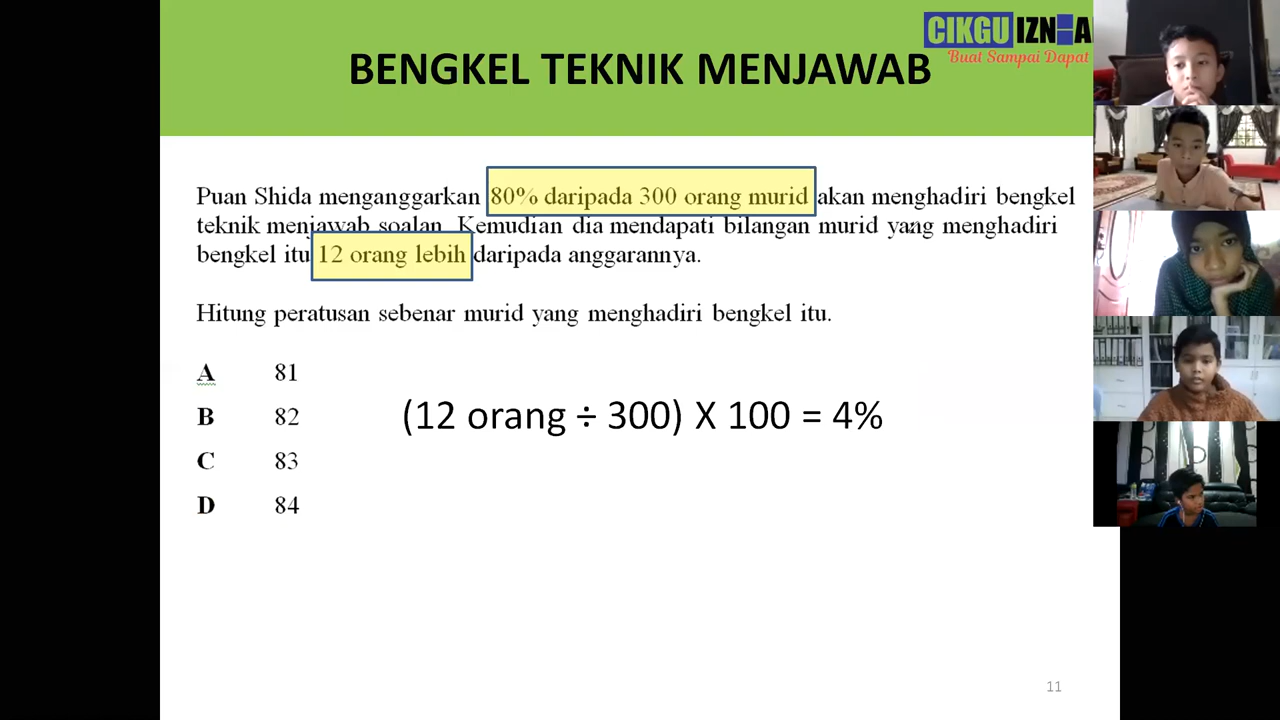 CIKGU IZN A
Buat Sampai Dapat
BENGKEL TEKNIK MENJAWAB
Puan Shida menganggarkan 80% daripada 300 orang murid akan menghadiri bengkel
teknik menjawab soalan. Kemudian dia mendapati bilangan murid yang menghadiri
bengkel itu 12 orang lebih daripada anggarannya.
Hitung peratusan sebenar murid yang menghadiri bengkel itu.
A 81
B 82
C 83
D 84
(12 orang ÷ 300) X 100 = 4%
11